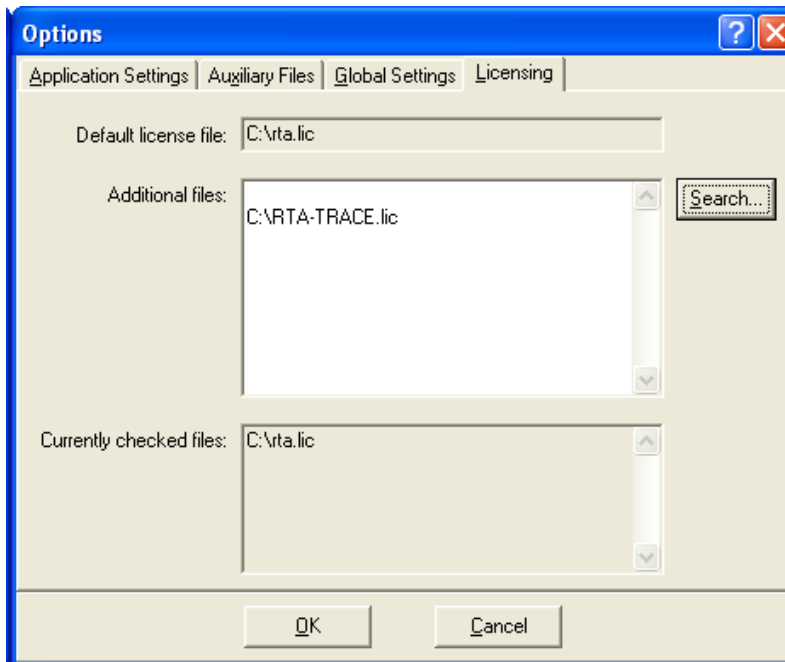 Options
Application Settings Auxiliary Files Global Settings Licensing
Default license file: C:\rta.lic
Additional files: C:\RTA-TRACE.lic
Search...
Currently checked files: C:\rta.lic
OK Cancel